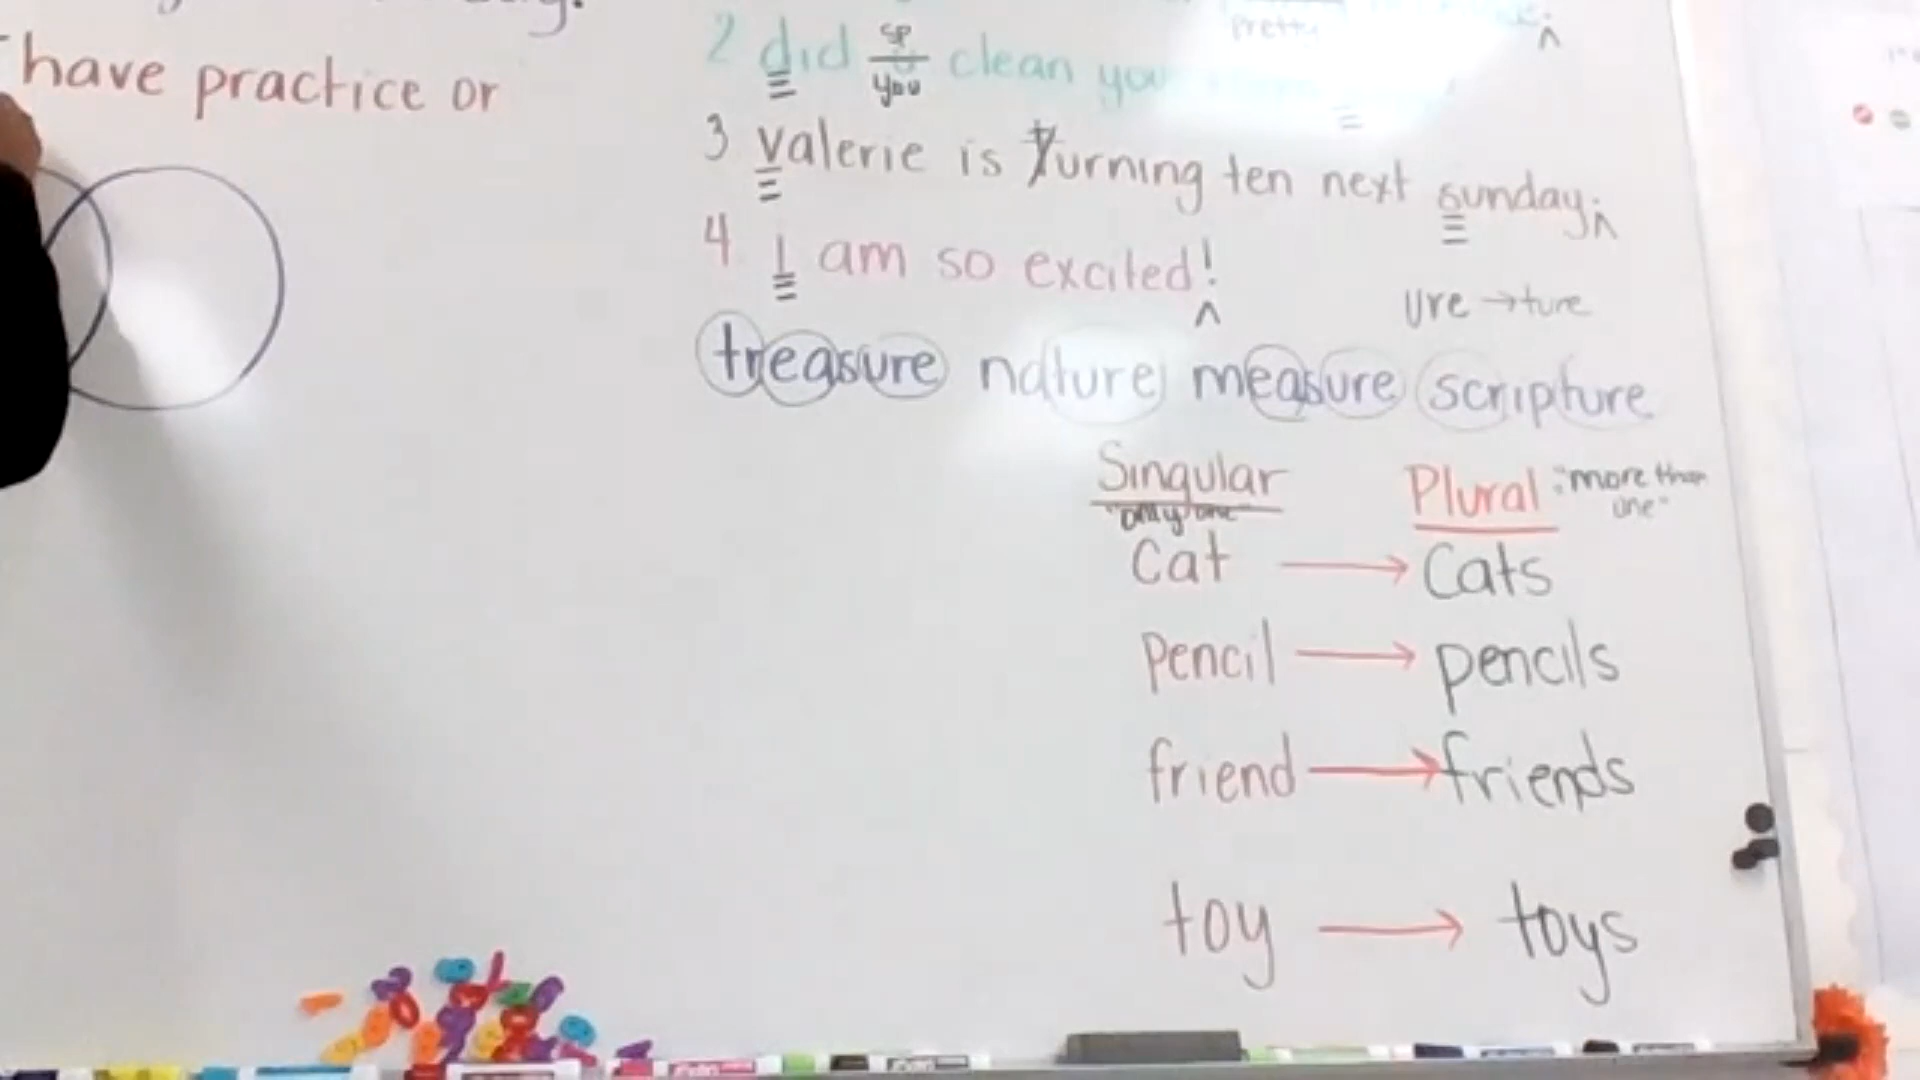 have practice or
pretty
sp
2 did you clean you
3 valerie is Turning ten next sunday.
4 I am so excited!
ure → ture
treasure nature measure scripture
Singular Plural : "more than one"
"only one"
Cat → Cats
pencil → pencils
friend → friends
toy → toys